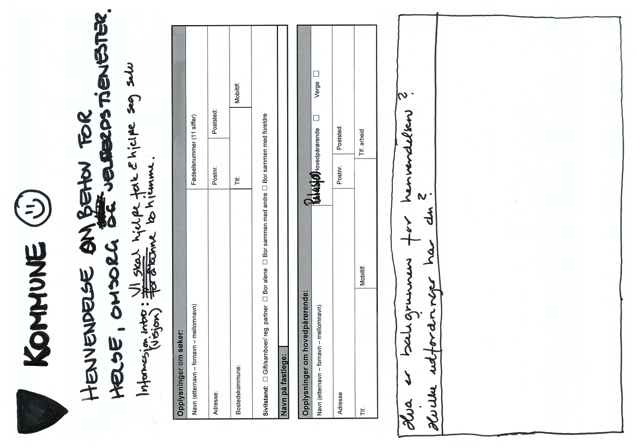 KOMMUNE
HENVENDELSE OM BEHOV FOR
HELSE, OMSORG OG VELFERDSTJENESTER.
Informasjon intro: Vi skal hjelpe folk å hjelpe seg selv
(visjon) for å kunne bo hjemme.
Opplysninger om søker:
Navn (etternavn – fornavn – mellomnavn)
Fødselsnummer (11 siffer)
Adresse:
Postnr.
Poststed:
Bostedskommune:
Tlf:
Mobiltlf:
Sivilstand: ☐ Gift/samboer/ reg. partner ☐ Bor alene ☐ Bor sammen med andre ☐ Bor sammen med foreldre
Navn på fastlege:
Opplysninger om hovedpårørende:
Navn (etternavn – fornavn – mellomnavn)
Hovedpårørende ☐ Verge ☐
Adresse
Postnr.
Poststed
Tlf.
Mobiltlf.
Tlf. arbeid
Hva er bakgrunnen for henvendelsen?
Hvilke utfordringer har du?